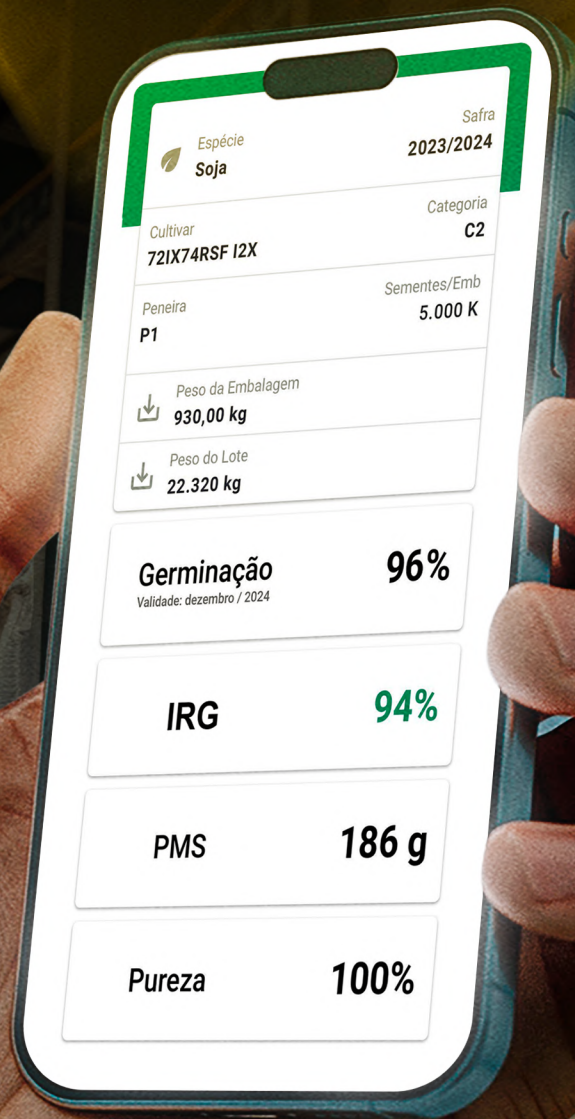 Espécie
Soja
Safra
2023/2024
Cultivar
72IX74RSF I2X
Categoria
C2
Peneira
P1
Sementes/Emb
5.000 K
Peso da Embalagem
930,00 kg
Peso do Lote
22.320 kg
Germinação
Validade: dezembro / 2024
96%
IRG
94%
PMS
186 g
Pureza
100%